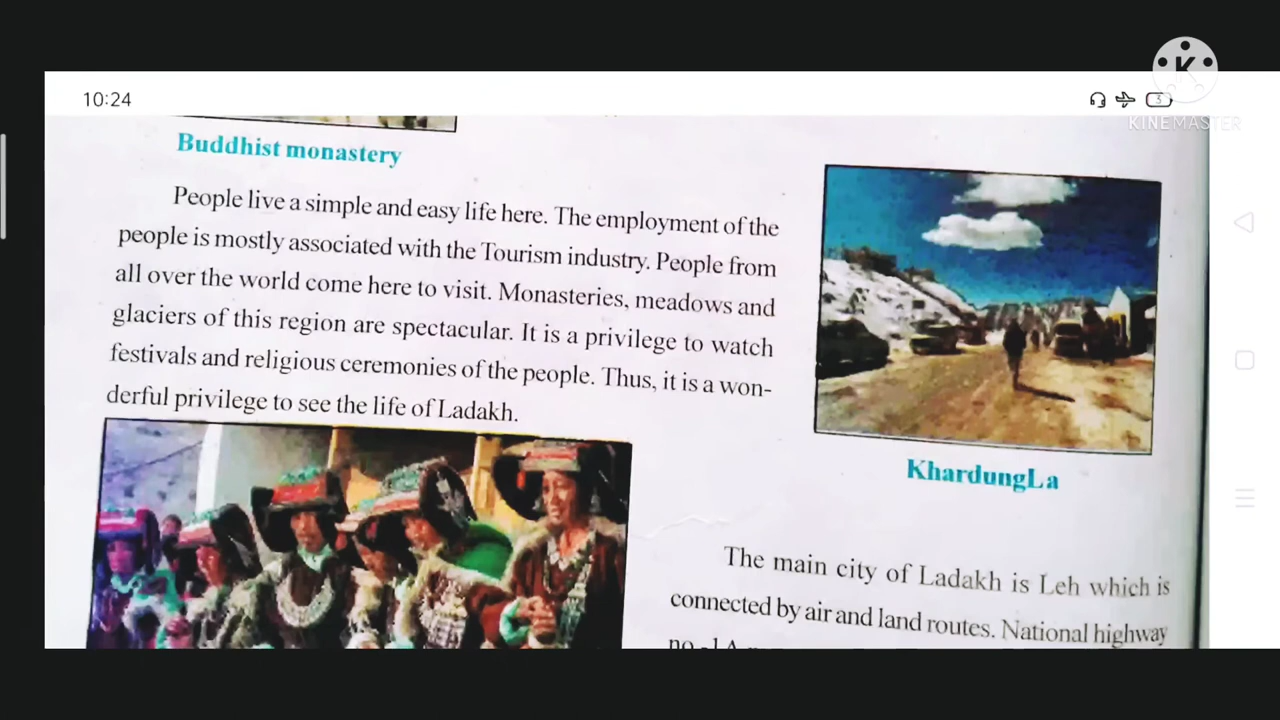 10:24
3
K
KINEMASTER
Buddhist monastery
People live a simple and easy life here. The employment of the
people is mostly associated with the Tourism industry. People from
all over the world come here to visit. Monasteries, meadows and
glaciers of this region are spectacular. It is a privilege to watch
festivals and religious ceremonies of the people. Thus, it is a won-
derful privilege to see the life of Ladakh.
KhardungLa
The main city of Ladakh is Leh which is
connected by air and land routes. National highway